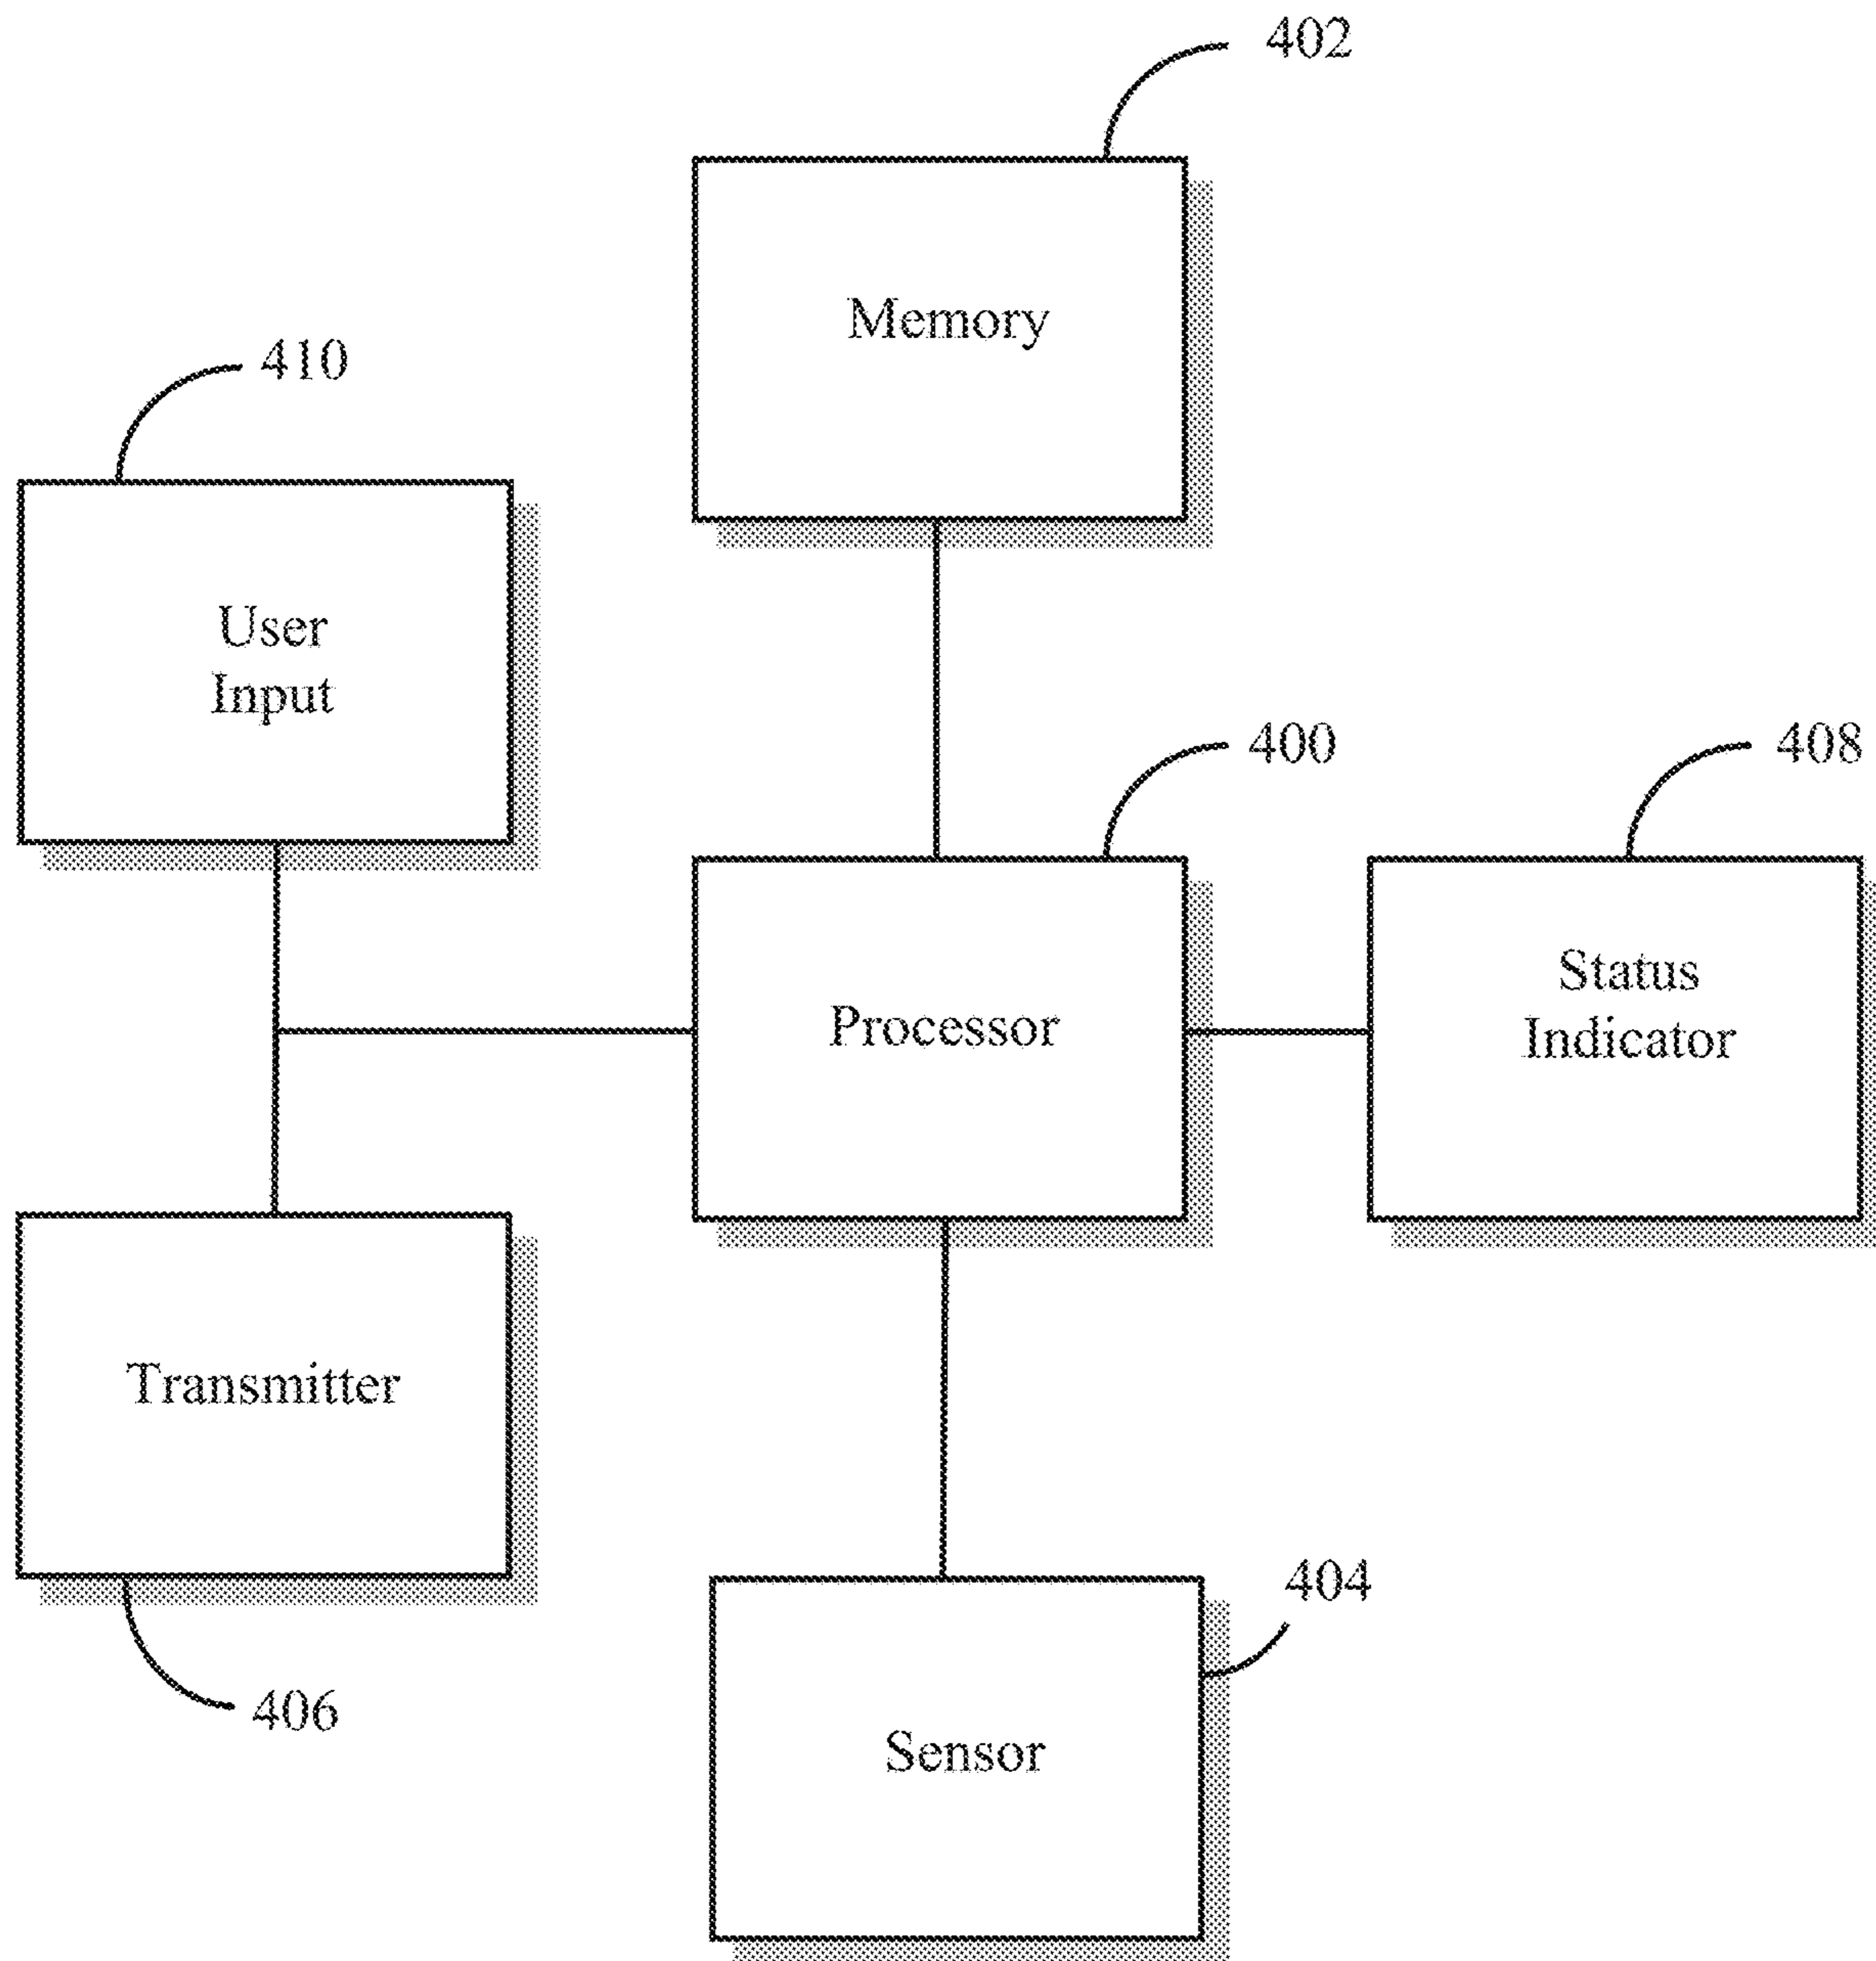 402
Memory
410
User
Input
400
408
Processor
Status
Indicator
Transmitter
404
406
Sensor